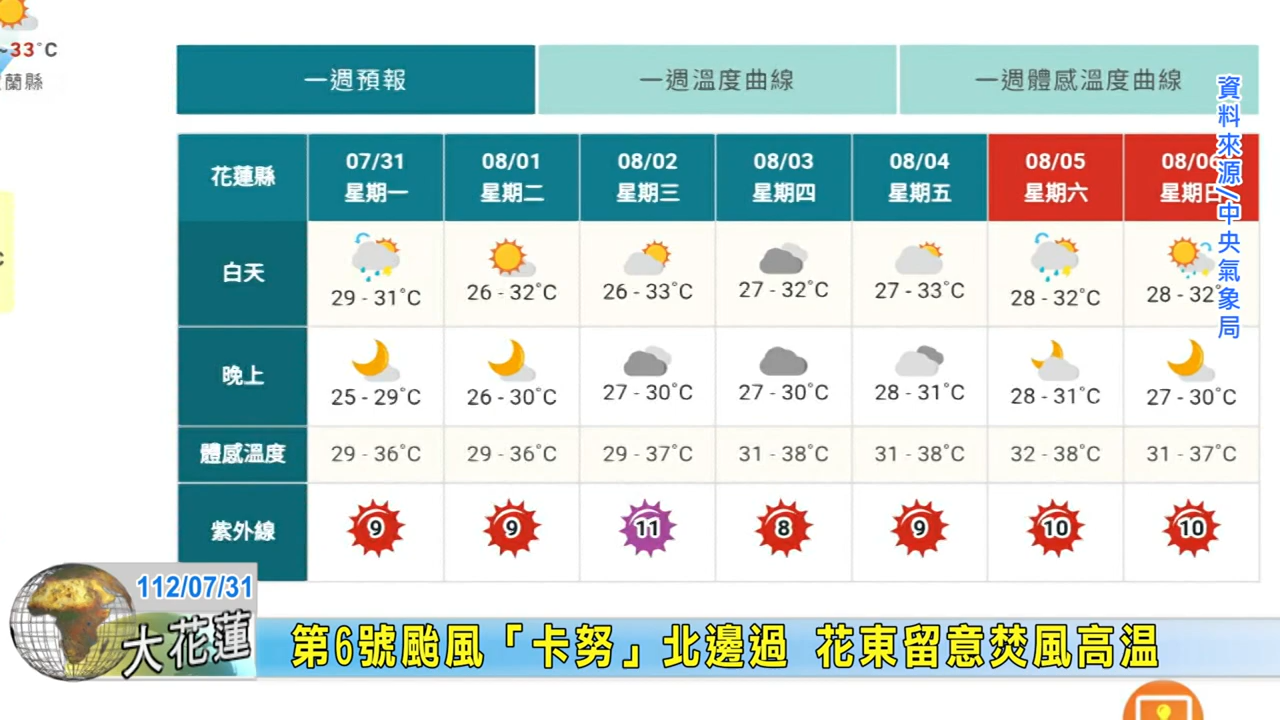 ~33°C
蘭縣
一週預報
一週溫度曲線
一週體感溫度曲線
資料來源/中央氣象局
花蓮縣
07/31 星期一
08/01 星期二
08/02 星期三
08/03 星期四
08/04 星期五
08/05 星期六
08/06 星期日
白天
29 - 31°C
26 - 32°C
26 - 33°C
27 - 32°C
27 - 33°C
28 - 32°C
28 - 32°
晚上
25 - 29°C
26 - 30°C
27 - 30°C
27 - 30°C
28 - 31°C
28 - 31°C
27 - 30°C
體感溫度
29 - 36°C
29 - 36°C
29 - 37°C
31 - 38°C
31 - 38°C
32 - 38°C
31 - 37°C
紫外線
9
9
11
8
9
10
10
112/07/31
大花蓮
第6號颱風「卡努」北邊過 花東留意焚風高温